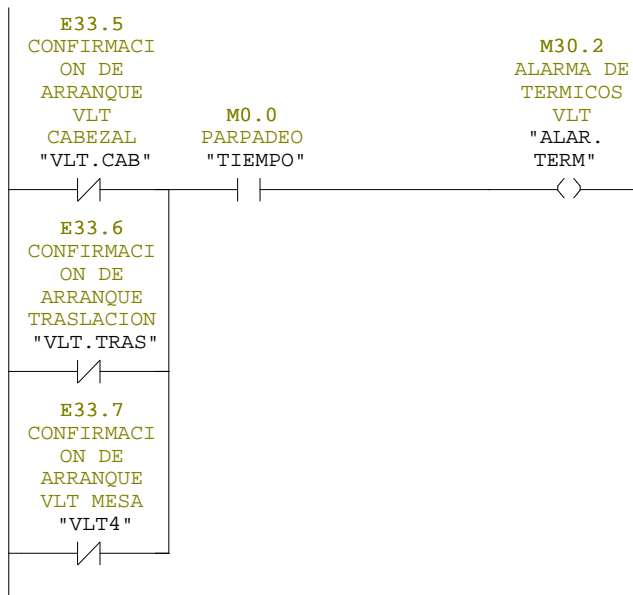 E33.5
CONFIRMACI
ON DE
ARRANQUE
VLT
CABEZAL
"VLT.CAB"
M0.0
PARPADEO
"TIEMPO"
M30.2
ALARMA DE
TERMICOS
VLT
"ALAR.
TERM"
E33.6
CONFIRMACI
ON DE
ARRANQUE
TRASLACION
"VLT.TRAS"
E33.7
CONFIRMACI
ON DE
ARRANQUE
VLT MESA
"VLT4"